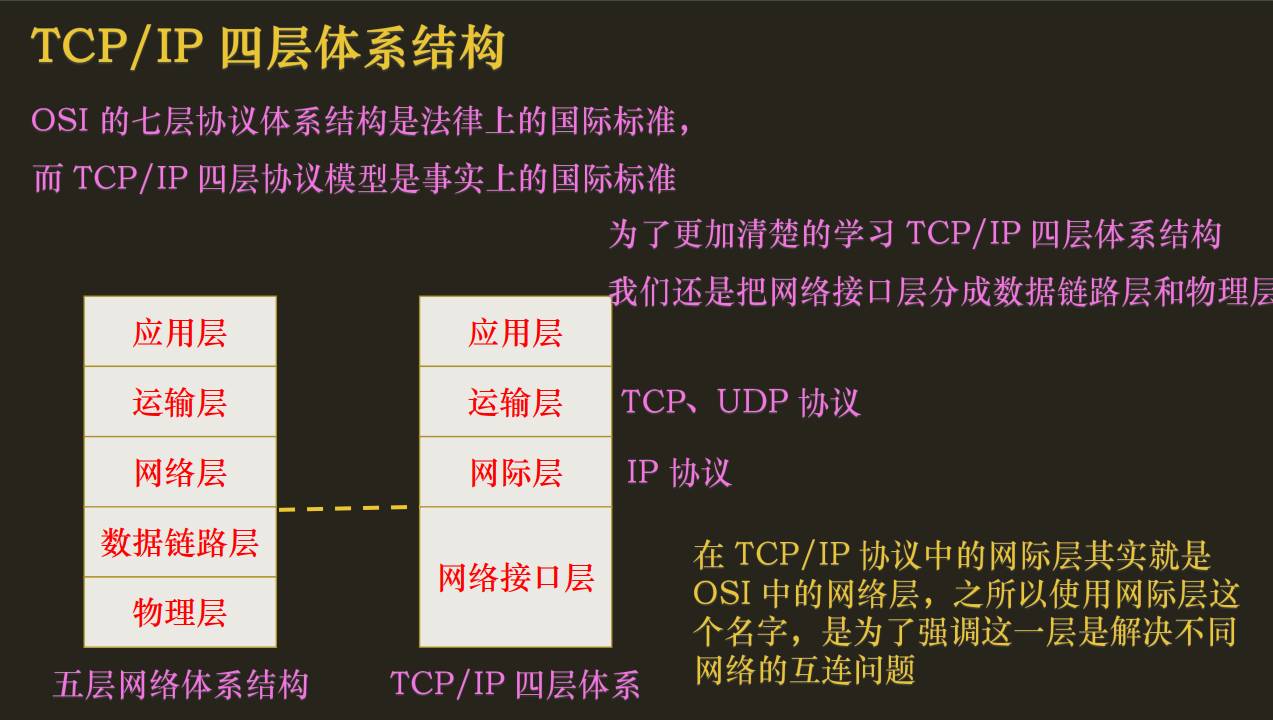 TCP/IP 四层体系结构
OSI 的七层协议体系结构是法律上的国际标准，
而 TCP/IP 四层协议模型是事实上的国际标准
为了更加清楚的学习 TCP/IP 四层体系结构
我们还是把网络接口层分成数据链路层和物理层
应用层
运输层
网络层
数据链路层
物理层
五层网络体系结构
应用层
运输层
网际层
网络接口层
TCP/IP 四层体系
TCP、UDP 协议
IP 协议
在 TCP/IP 协议中的网际层其实就是
OSI 中的网络层，之所以使用网际层这
个名字，是为了强调这一层是解决不同
网络的互连问题